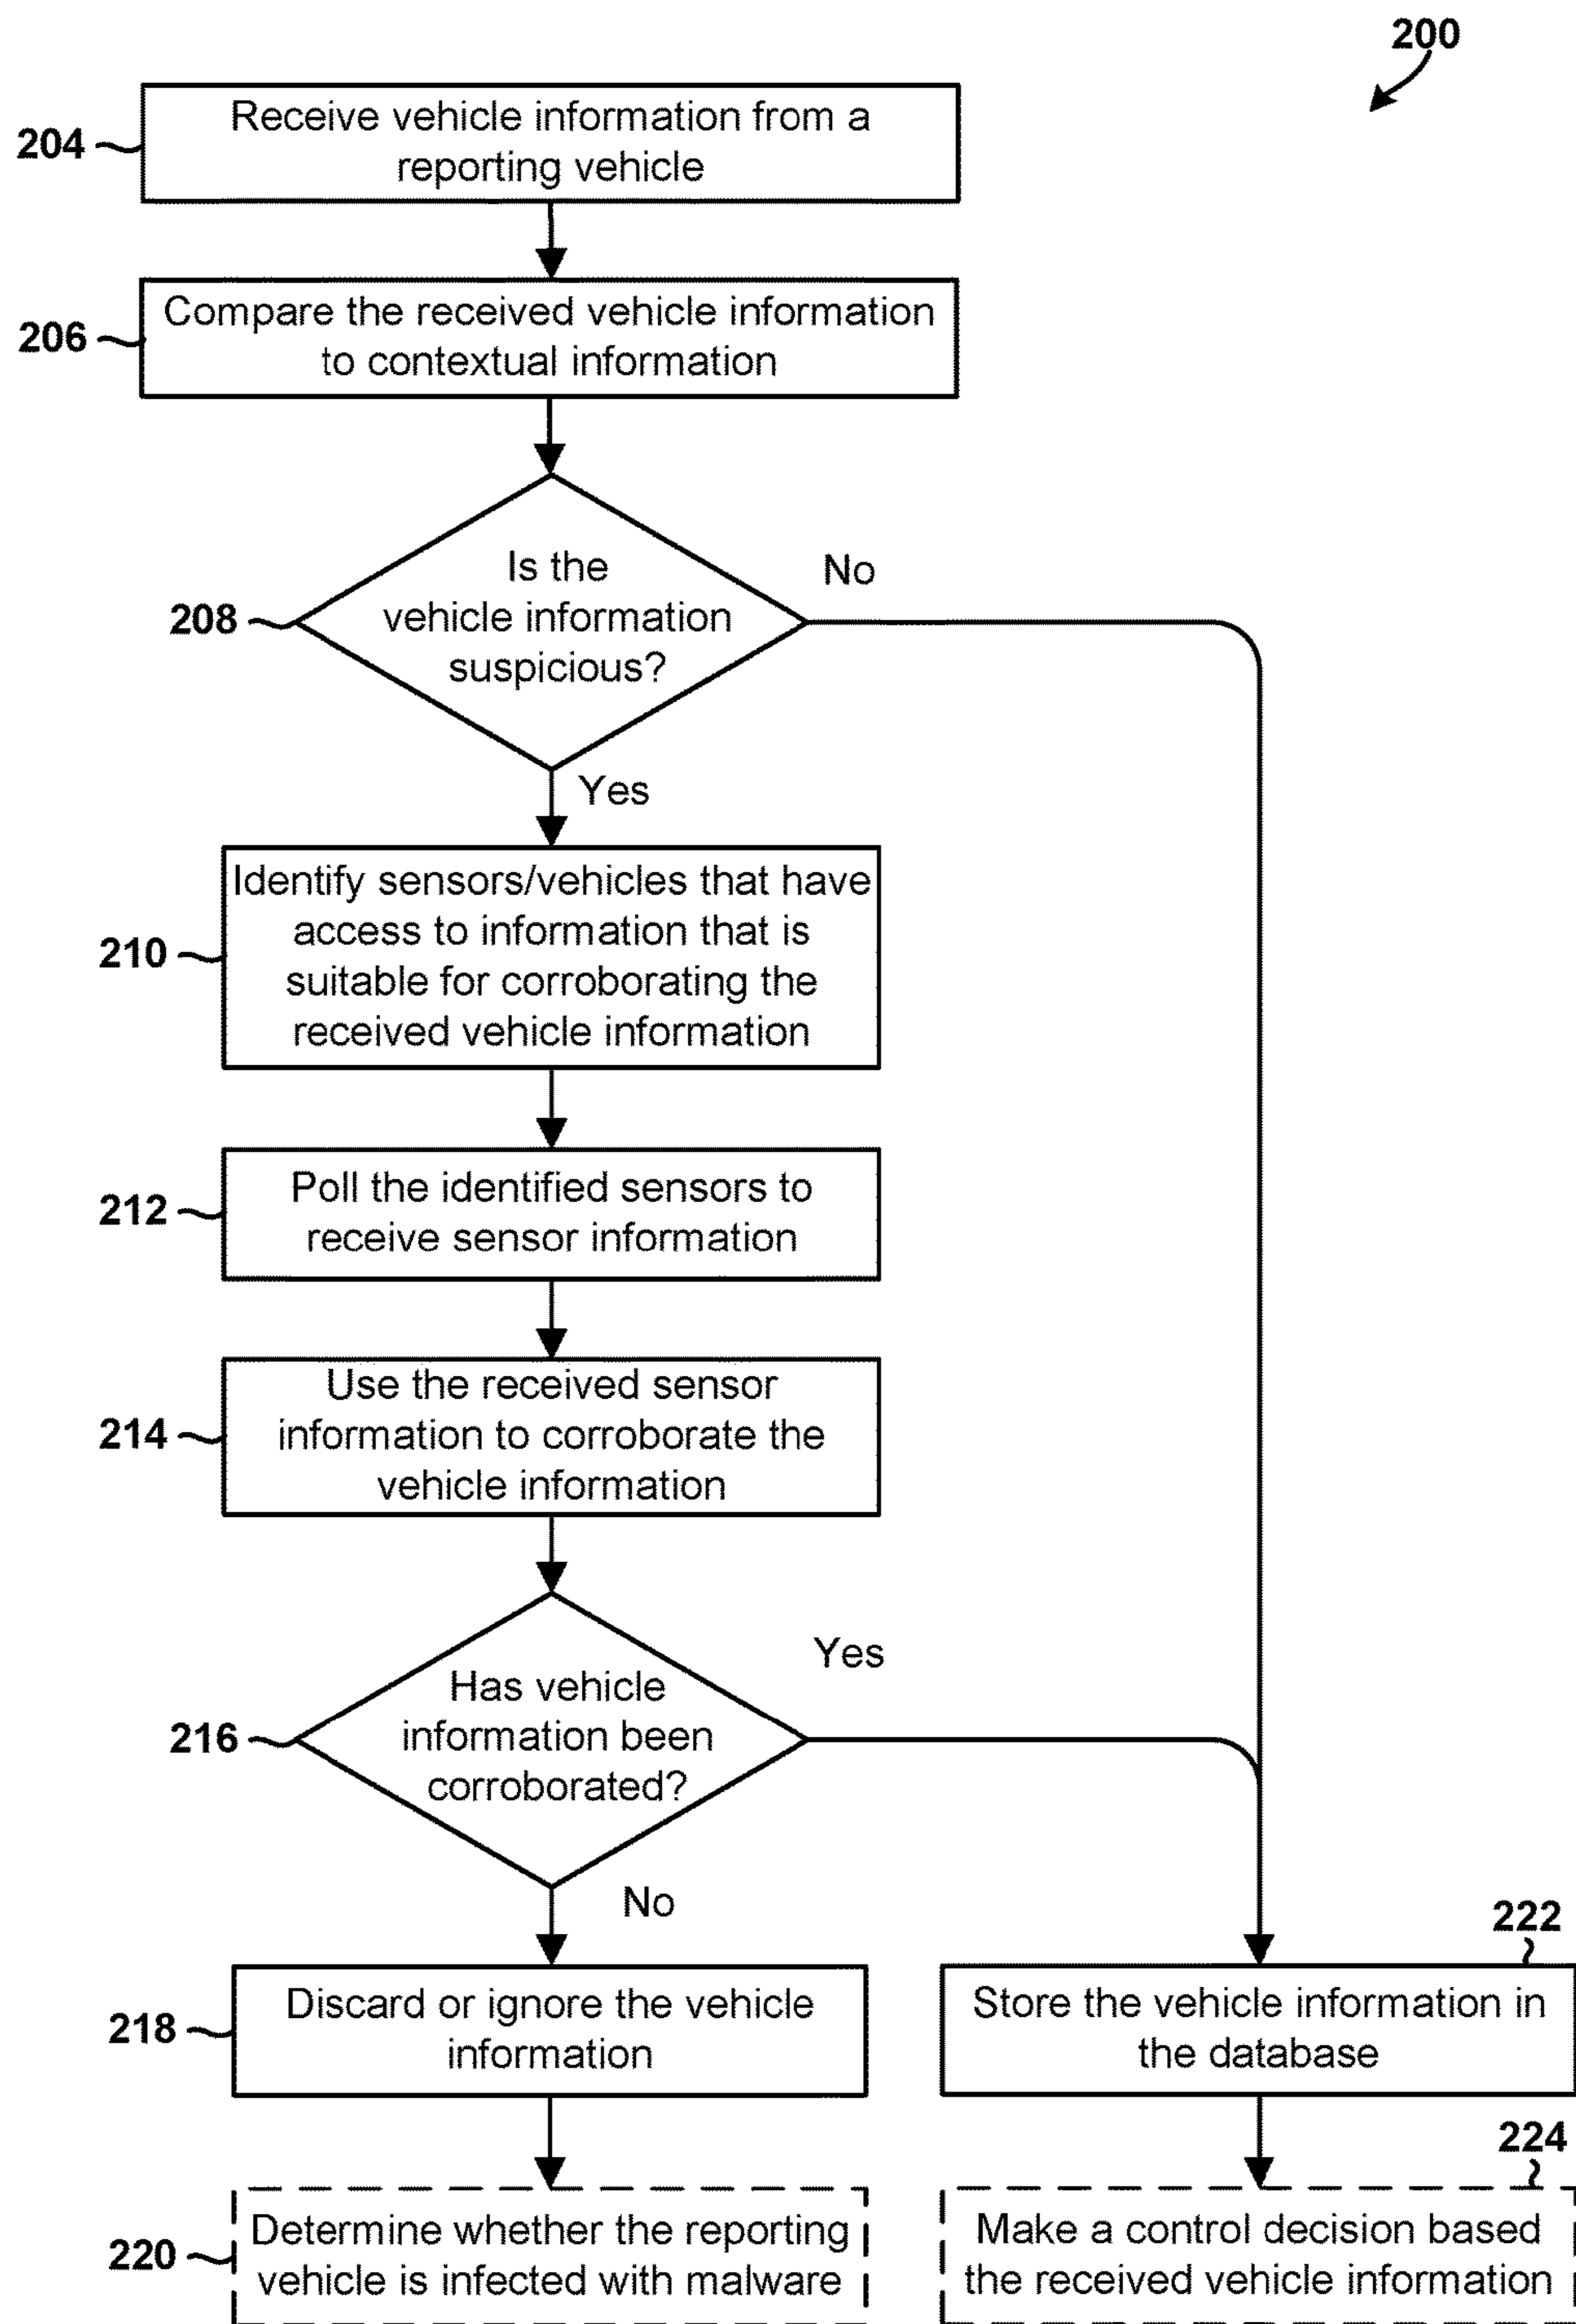 200
204
Receive vehicle information from a
reporting vehicle
206
Compare the received vehicle information
to contextual information
208
Is the
vehicle information
suspicious?
No
Yes
210
Identify sensors/vehicles that have
access to information that is
suitable for corroborating the
received vehicle information
212
Poll the identified sensors to
receive sensor information
214
Use the received sensor
information to corroborate the
vehicle information
216
Has vehicle
information been
corroborated?
Yes
No
218
Discard or ignore the vehicle
information
222
Store the vehicle information in
the database
220
Determine whether the reporting
vehicle is infected with malware
224
Make a control decision based
the received vehicle information